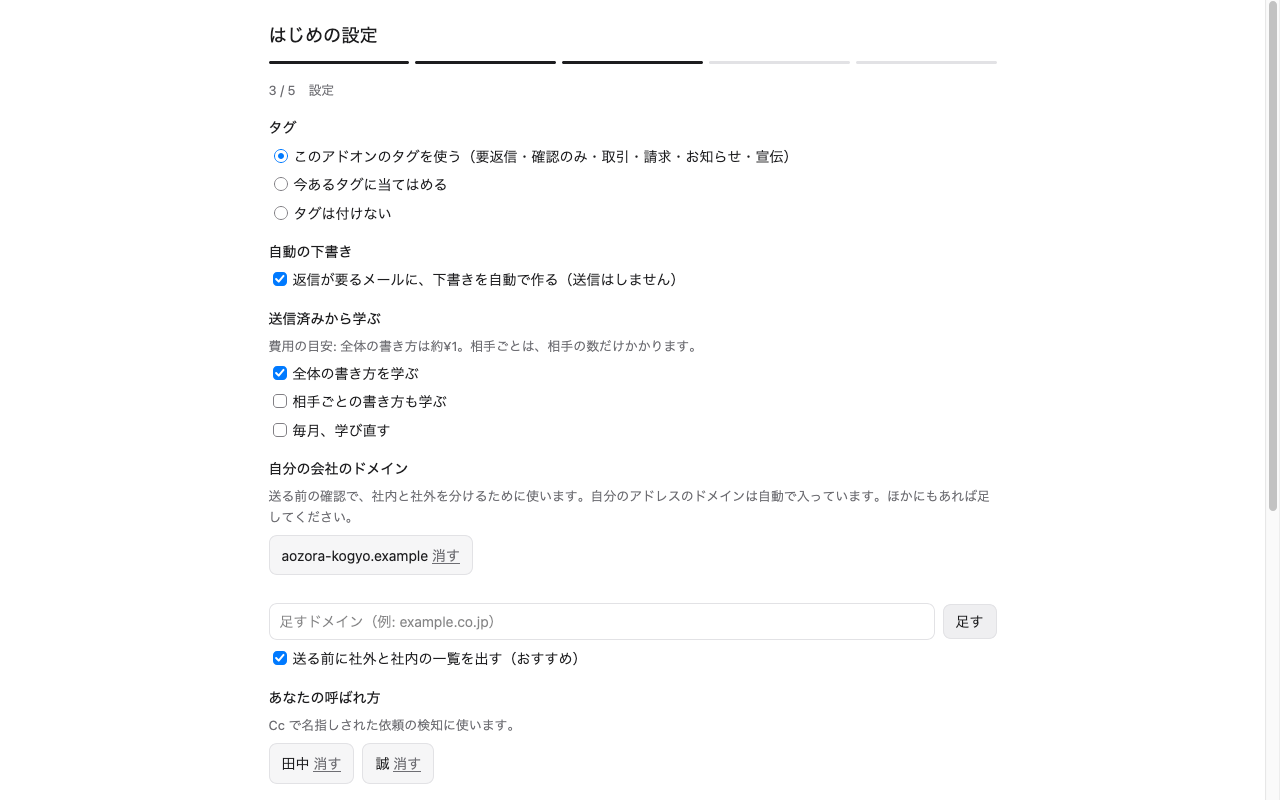 はじめの設定
3 / 5 設定
タグ
このアドオンのタグを使う（要返信・確認のみ・取引・請求・お知らせ・宣伝）
今あるタグに当てはめる
タグは付けない
自動の下書き
返信が要るメールに、下書きを自動で作る（送信はしません）
送信済みから学ぶ
費用の目安: 全体の書き方は約¥1。相手ごとは、相手の数だけかかります。
全体の書き方を学ぶ
相手ごとの書き方も学ぶ
毎月、学び直す
自分の会社のドメイン
送る前の確認で、社内と社外を分けるために使います。自分のアドレスのドメインは自動で入っています。ほかにもあれば足
してください。
aozora-kogyo.example 消す
足すドメイン（例: example.co.jp） 足す
送る前に社外と社内の一覧を出す（おすすめ）
あなたの呼ばれ方
Cc で名指しされた依頼の検知に使います。
田中 消す 誠 消す